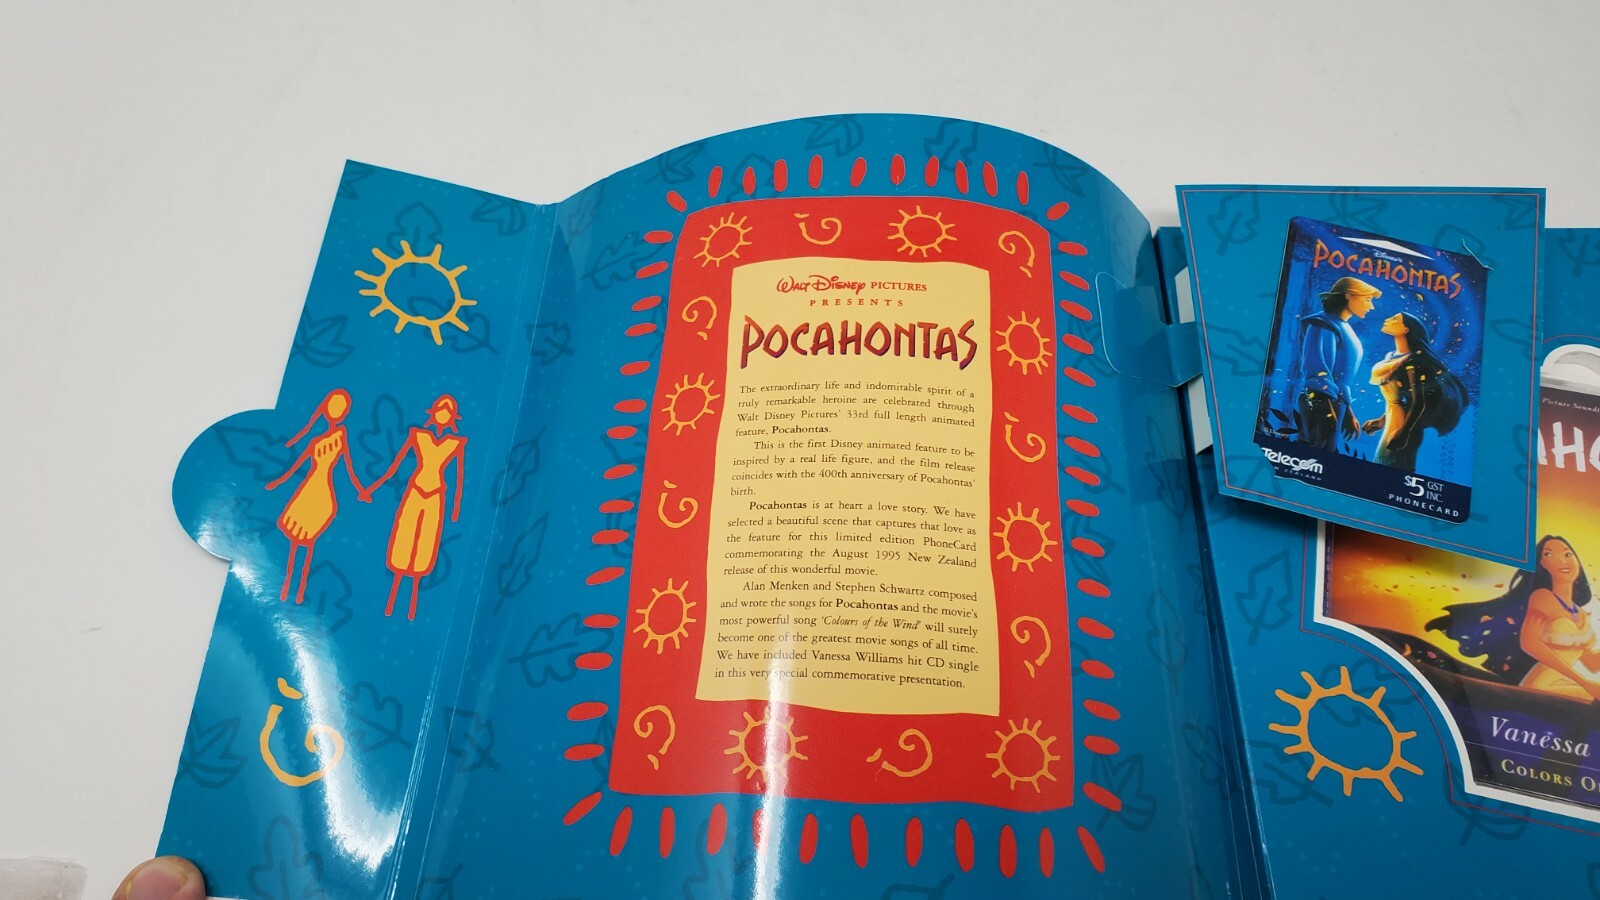 WALT DISNEY PICTURES
PRESENTS
POCAHONTAS
The extraordinary life and indomitable spirit of a
truly remarkable heroine are celebrated through
Walt Disney Pictures' 33rd full length animated
feature, Pocahontas.
This is the first Disney animated feature to be
inspired by a real life figure, and the film release
coincides with the 400th anniversary of Pocahontas'
birth.
Pocahontas is at heart a love story. We have
selected a beautiful scene that captures that love as
the feature for this limited edition PhoneCard
commemorating the August 1995 New Zealand
release of this wonderful movie.
Alan Menken and Stephen Schwartz composed
and wrote the songs for Pocahontas and the movie's
most powerful song 'Colours of the Wind' will surely
become one of the greatest movie songs of all time.
We have included Vanessa Williams hit CD single
in this very special commemorative presentation.
Disney's
POCAHONTAS
© Disney
Telecom
NEW ZEALAND
$5 GST
INC
PHONECARD
Picture Soundt
AHO
Vanessa
COLORS O